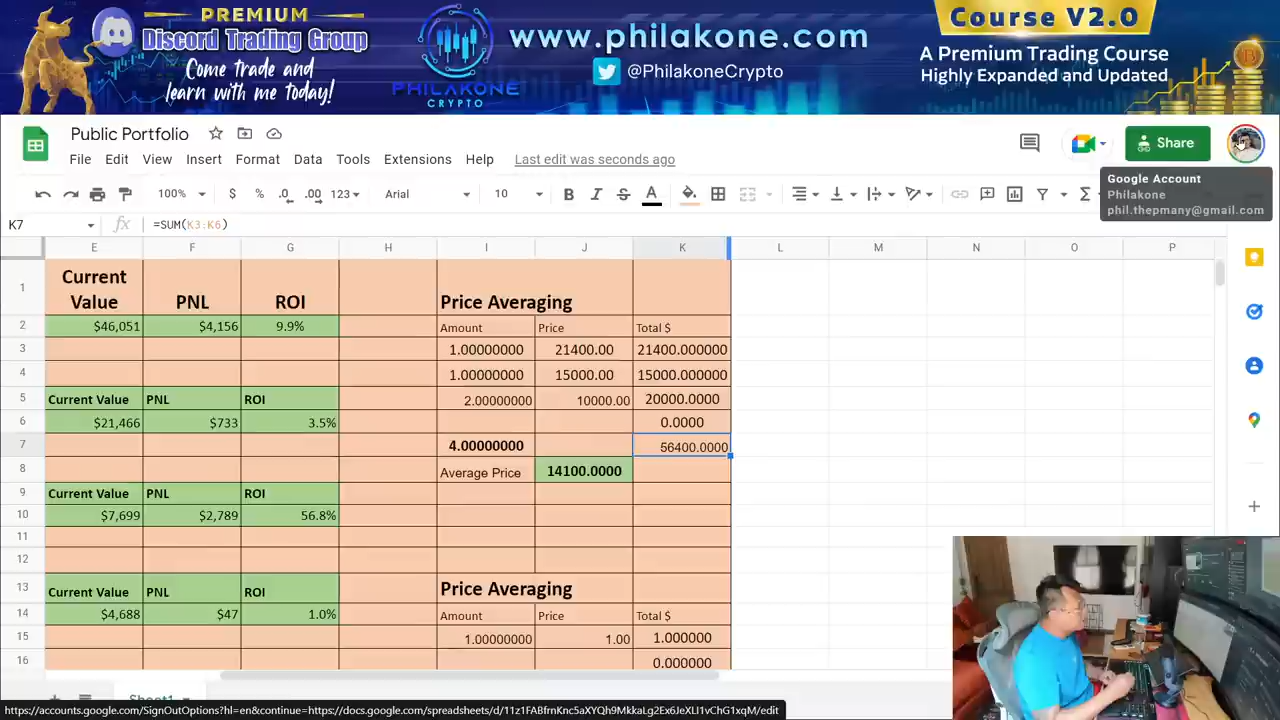 PREMIUM
Discord Trading Group
Come trade and
learn with me today!
PHILAKONE
CRYPTO
www.philakone.com
@PhilakoneCrypto
Course V2.0
A Premium Trading Course
Highly Expanded and Updated
Public Portfolio
File Edit View Insert Format Data Tools Extensions Help Last edit was seconds ago
Share
100% $ % .0 .00 123 Arial 10 B I S A
Google Account
Philakone
phil.thepmany@gmail.com
K7 fx =SUM(K3:K6)
E F G H I J K L M N O P
1 Current Value PNL ROI Price Averaging
2 $46,051 $4,156 9.9% Amount Price Total $
3 1.00000000 21400.00 21400.000000
4 1.00000000 15000.00 15000.000000
5 Current Value PNL ROI 2.00000000 10000.00 20000.0000
6 $21,466 $733 3.5% 0.0000
7 4.00000000 56400.0000
8 Average Price 14100.0000
9 Current Value PNL ROI
10 $7,699 $2,789 56.8%
11
12
13 Current Value PNL ROI Price Averaging
14 $4,688 $47 1.0% Amount Price Total $
15 1.00000000 1.00 1.000000
16 0.000000
Sheet1
https://accounts.google.com/SignOutOptions?hl=en&continue=https://docs.google.com/spreadsheets/d/11z1FABfrnKnc5aXYQh9MkkaLg2Ex6JeXLI1vChG1xqM/edit